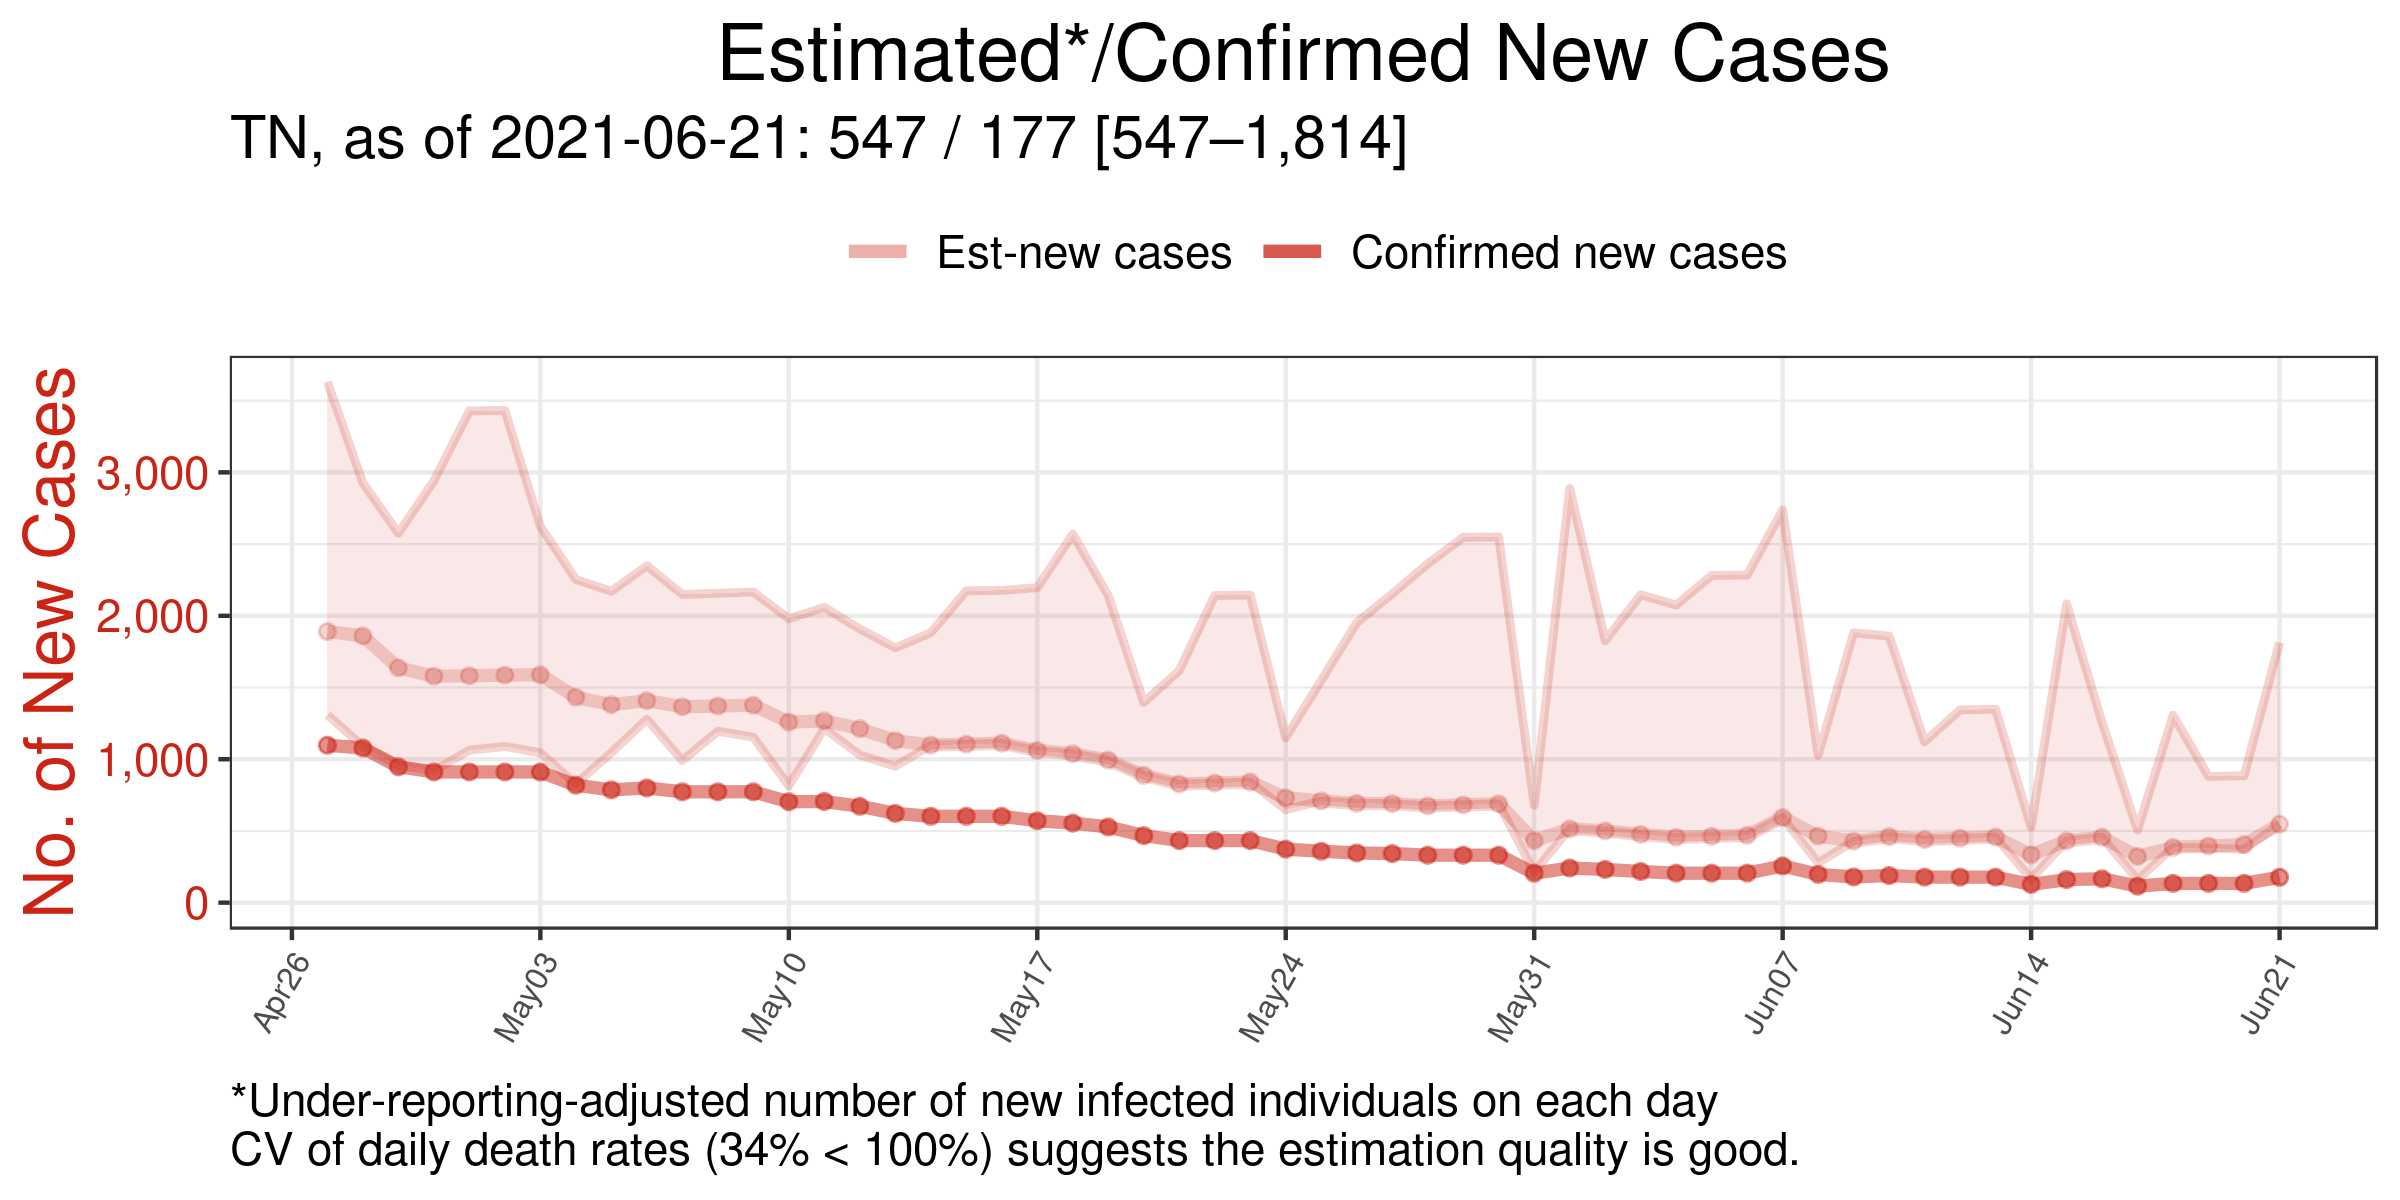 Estimated*/Confirmed New Cases
TN, as of 2021-06-21: 547 / 177 [547–1,814]
Est-new cases
Confirmed new cases
No. of New Cases
3,000
2,000
1,000
0
Apr26
May03
May10
May17
May24
May31
Jun07
Jun14
Jun21
*Under-reporting-adjusted number of new infected individuals on each day
CV of daily death rates (34% < 100%) suggests the estimation quality is good.